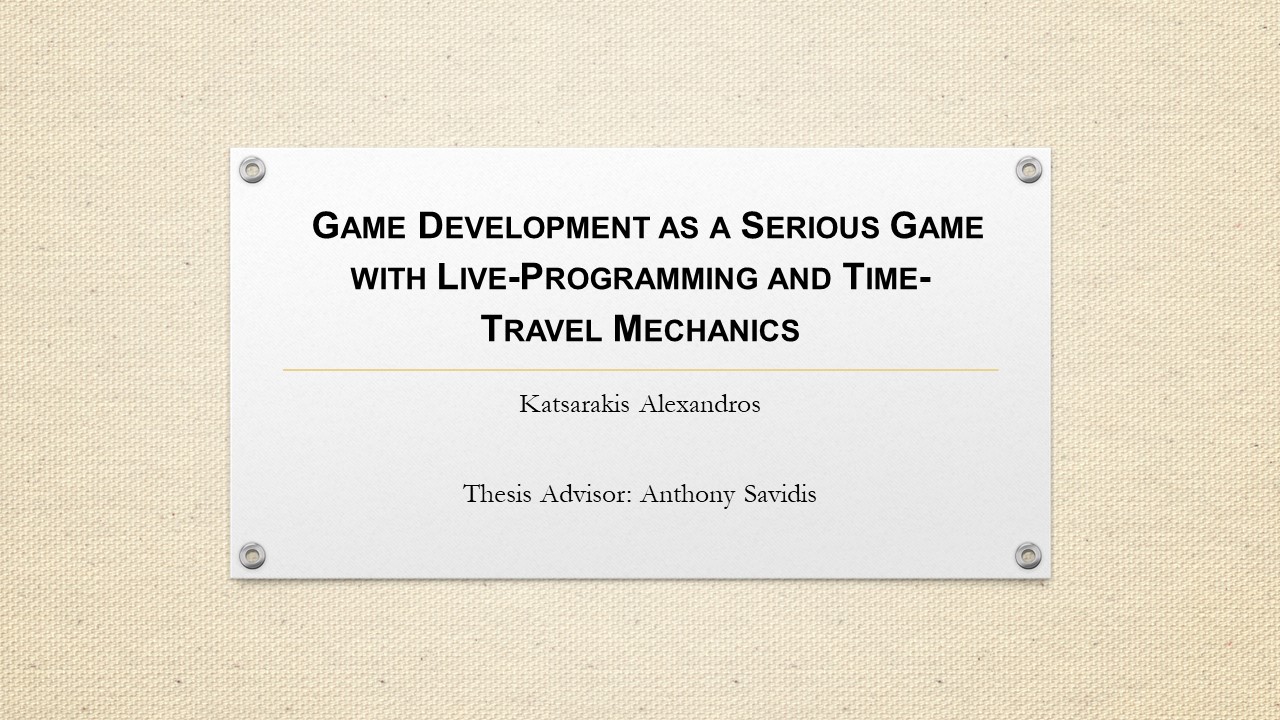 Game Development as a Serious Game
with Live-Programming and Time-
Travel Mechanics
Katsarakis Alexandros
Thesis Advisor: Anthony Savidis